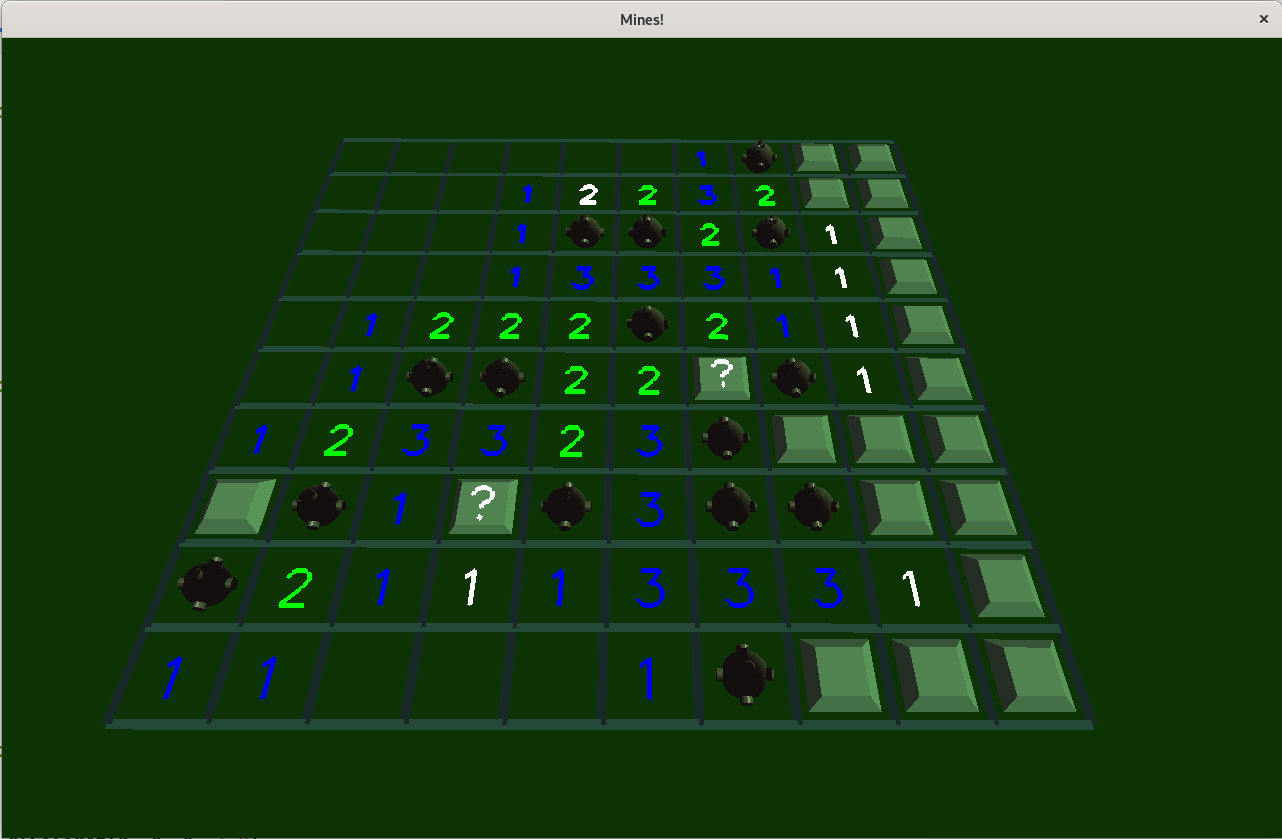 Mines!
1
1 2 2 3 2
1 2 1
1 3 3 3 1 1
1 2 2 2 2 1 1
1 2 2 ? 1
1 2 3 3 2 3
1 ? 3
2 1 1 1 3 3 3 1
1 1 1